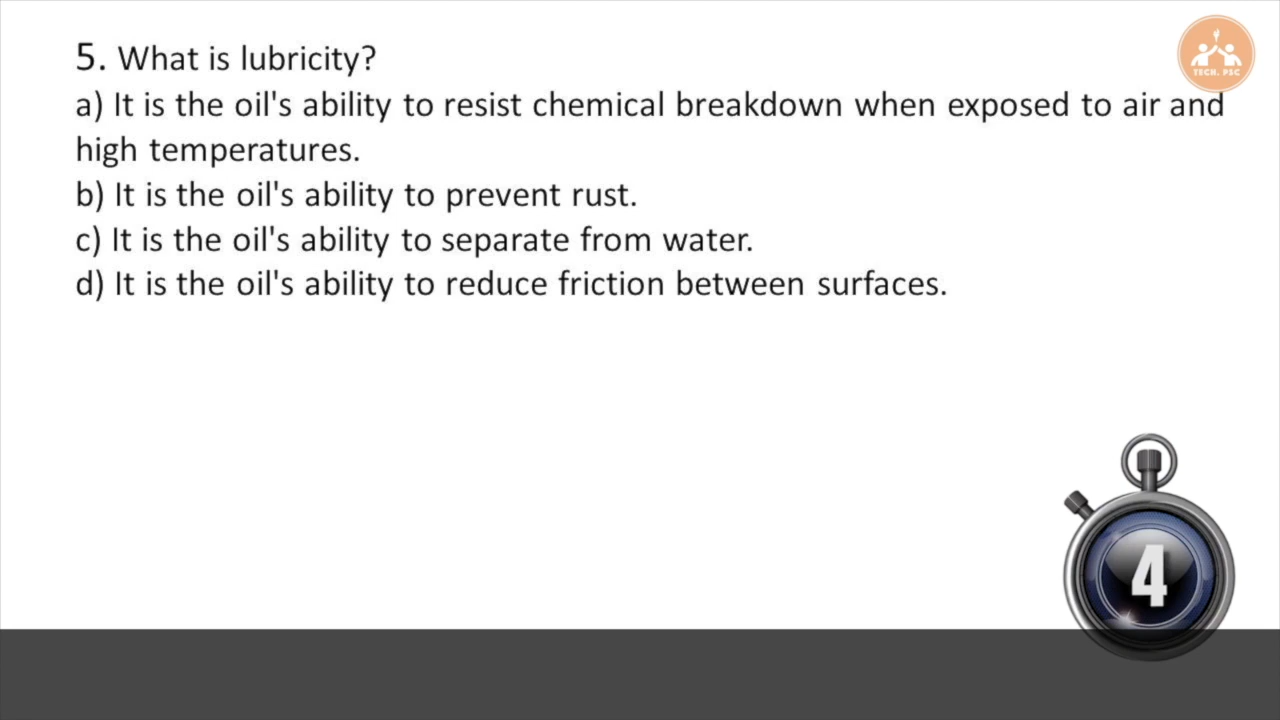 5. What is lubricity?
a) It is the oil's ability to resist chemical breakdown when exposed to air and
high temperatures.
b) It is the oil's ability to prevent rust.
c) It is the oil's ability to separate from water.
d) It is the oil's ability to reduce friction between surfaces.
TECH. PSC
4